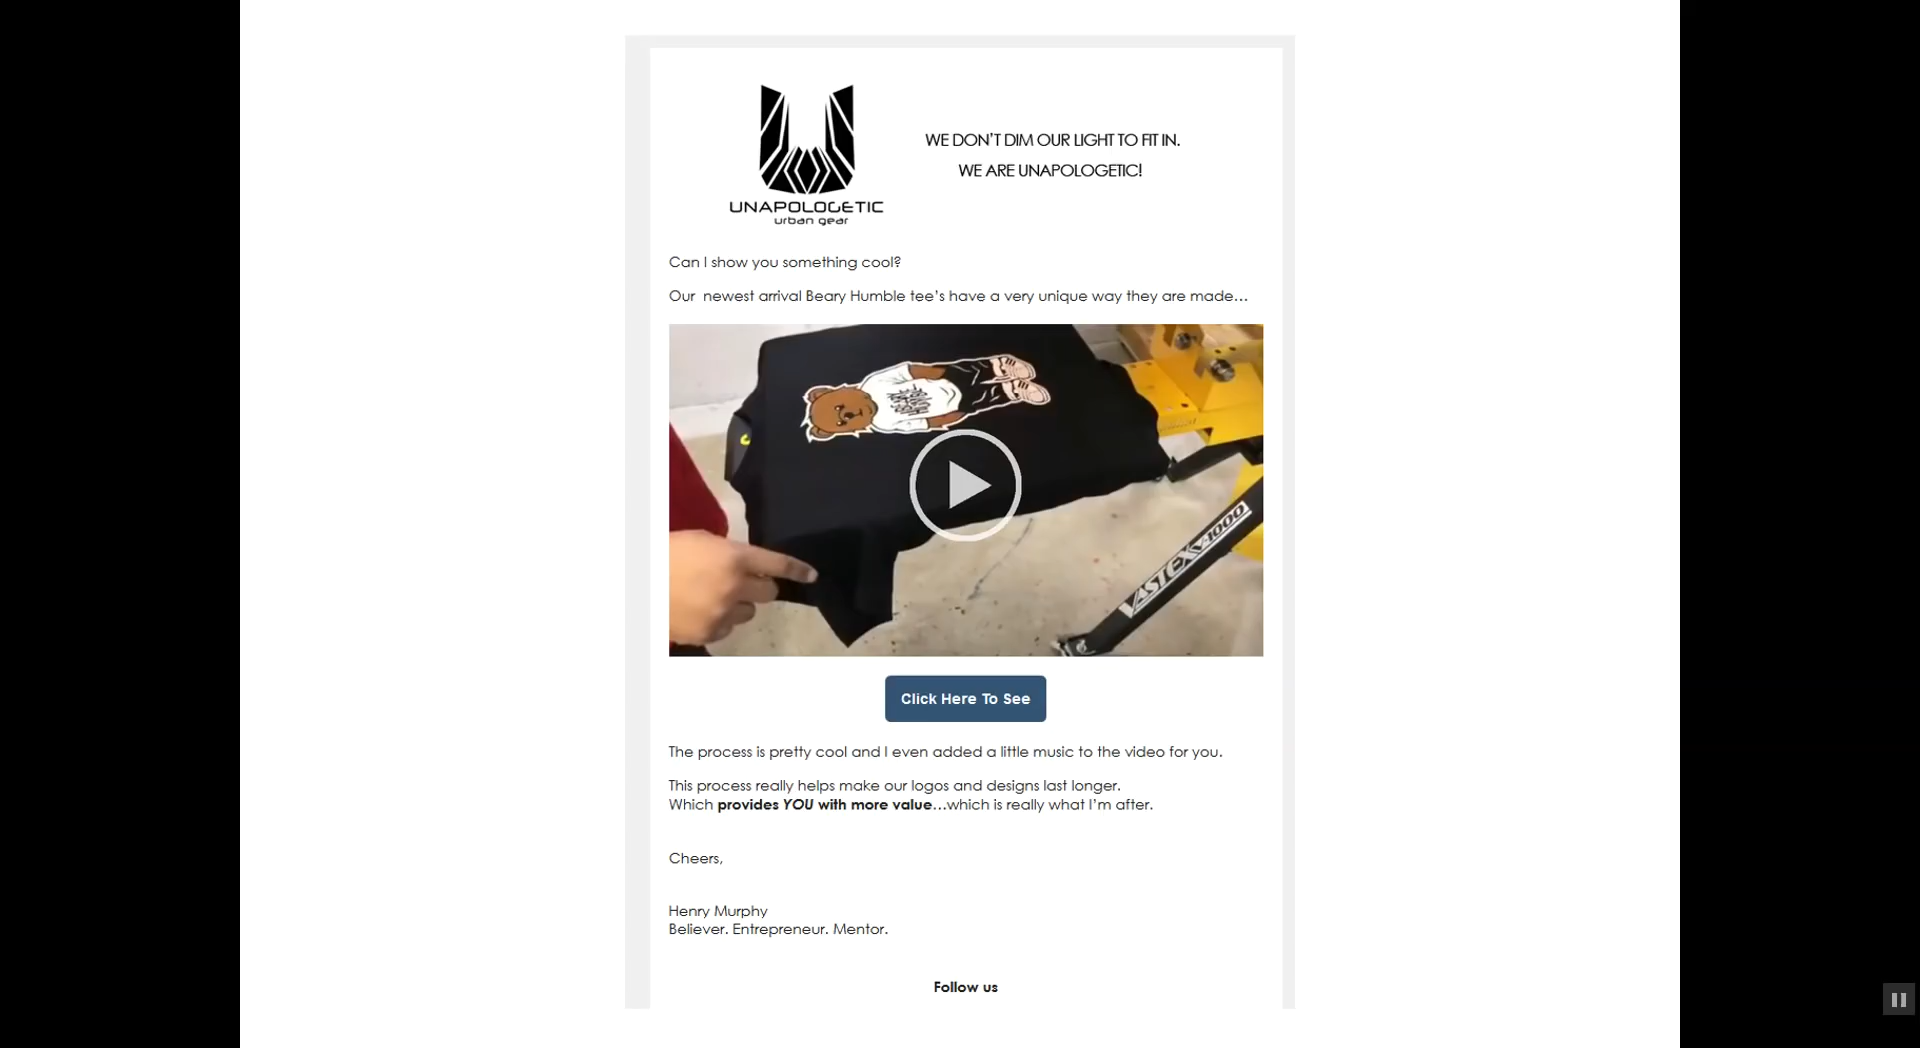 UNAPOLOGETIC
urban gear
WE DON’T DIM OUR LIGHT TO FIT IN.
WE ARE UNAPOLOGETIC!
Can I show you something cool?
Our  newest arrival Beary Humble tee’s have a very unique way they are made…
VASTEX V-1000
Click Here To See
The process is pretty cool and I even added a little music to the video for you.
This process really helps make our logos and designs last longer.
Which provides YOU with more value…which is really what I’m after.
Cheers,
Henry Murphy
Believer. Entrepreneur. Mentor.
Follow us